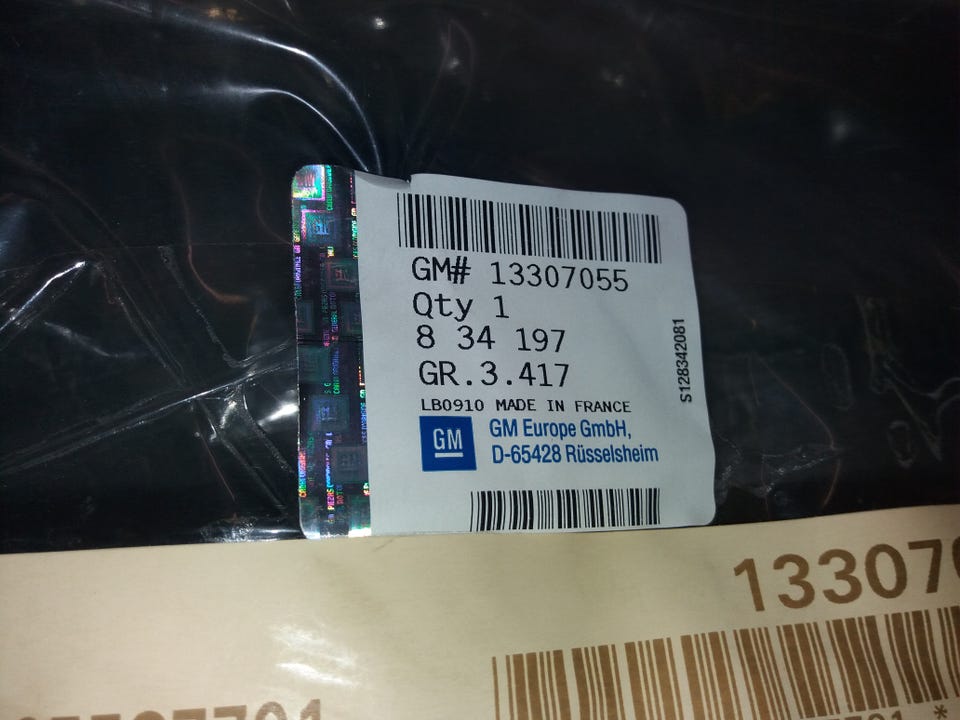 GM# 13307055
Qty 1
8 34 197
GR.3.417
LB0910 MADE IN FRANCE
GM
GM Europe GmbH,
D-65428 Rüsselsheim
S128342081
13307